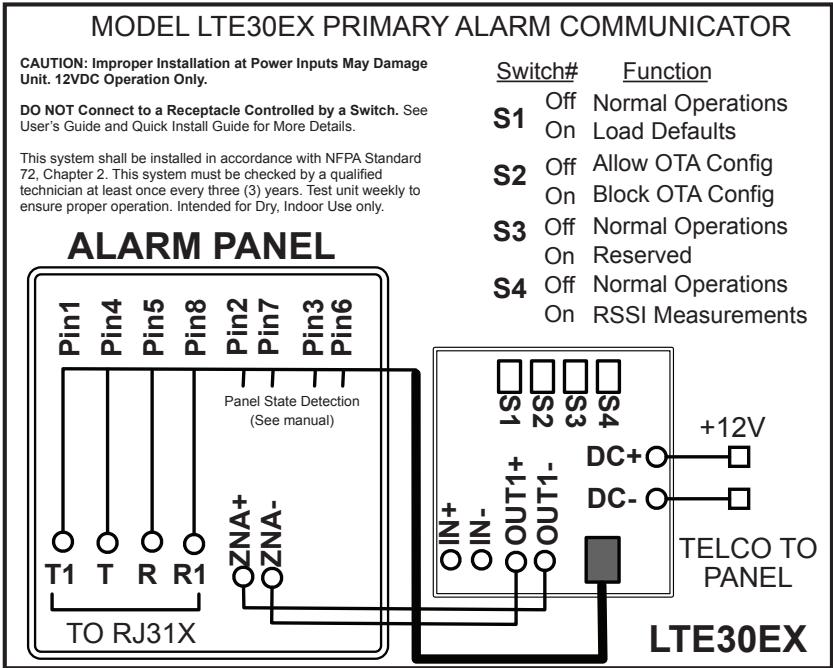 MODEL LTE30EX PRIMARY ALARM COMMUNICATOR
CAUTION: Improper Installation at Power Inputs May Damage
Unit. 12VDC Operation Only.
DO NOT Connect to a Receptacle Controlled by a Switch. See
User's Guide and Quick Install Guide for More Details.
This system shall be installed in accordance with NFPA Standard
72, Chapter 2. This system must be checked by a qualified
technician at least once every three (3) years. Test unit weekly to
ensure proper operation. Intended for Dry, Indoor Use only.
Switch# Function
S1 Off Normal Operations
On Load Defaults
S2 Off Allow OTA Config
On Block OTA Config
S3 Off Normal Operations
On Reserved
S4 Off Normal Operations
On RSSI Measurements
ALARM PANEL
Pin1 Pin4 Pin5 Pin8 Pin2 Pin7 Pin3 Pin6
Panel State Detection
(See manual)
ZNA+ ZNA-
T1 T R R1
TO RJ31X
S1 S2 S3 S4
+12V
DC+
DC-
IN+ IN- OUT1+ OUT1-
TELCO TO
PANEL
LTE30EX